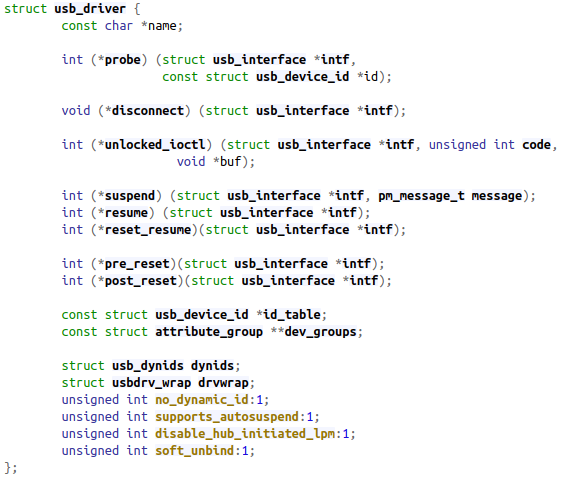 struct usb_driver {
const char *name;
int (*probe) (struct usb_interface *intf,
const struct usb_device_id *id);
void (*disconnect) (struct usb_interface *intf);
int (*unlocked_ioctl) (struct usb_interface *intf, unsigned int code,
void *buf);
int (*suspend) (struct usb_interface *intf, pm_message_t message);
int (*resume) (struct usb_interface *intf);
int (*reset_resume)(struct usb_interface *intf);
int (*pre_reset)(struct usb_interface *intf);
int (*post_reset)(struct usb_interface *intf);
const struct usb_device_id *id_table;
const struct attribute_group **dev_groups;
struct usb_dynids dynids;
struct usbdrv_wrap drvwrap;
unsigned int no_dynamic_id:1;
unsigned int supports_autosuspend:1;
unsigned int disable_hub_initiated_lpm:1;
unsigned int soft_unbind:1;
};